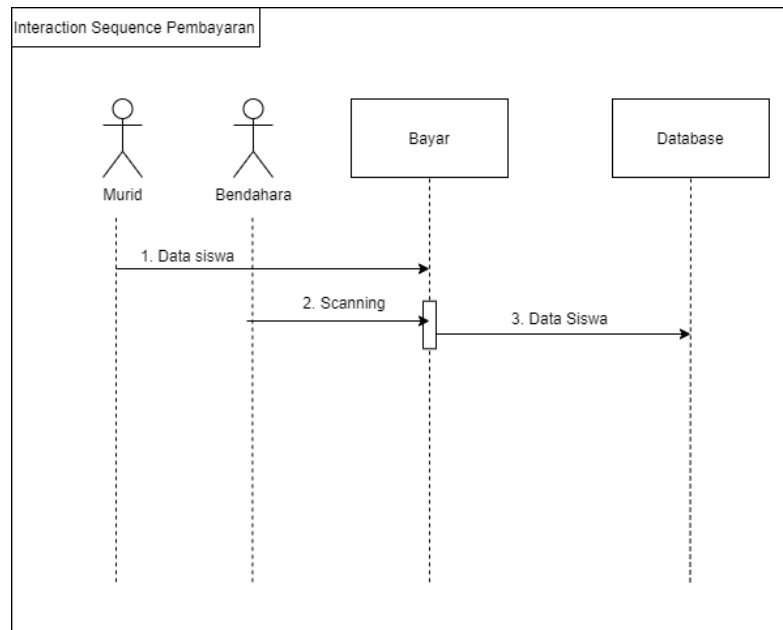 Interaction Sequence Pembayaran
Bayar
Database
Murid
Bendahara
1. Data siswa
2. Scanning
3. Data Siswa